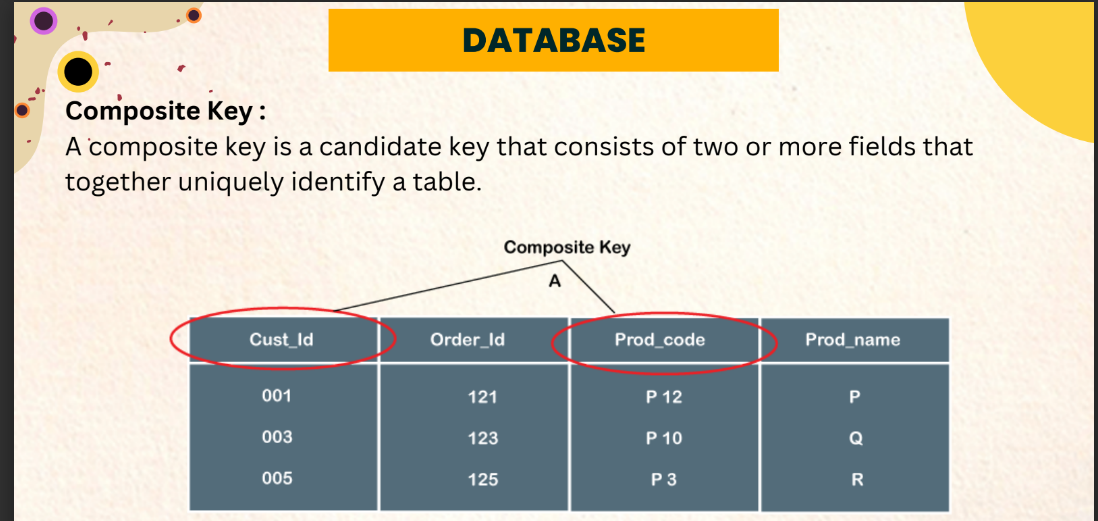 DATABASE
Composite Key :
A composite key is a candidate key that consists of two or more fields that
together uniquely identify a table.
Composite Key
A
Cust_Id Order_Id Prod_code Prod_name
001 121 P 12 P
003 123 P 10 Q
005 125 P 3 R